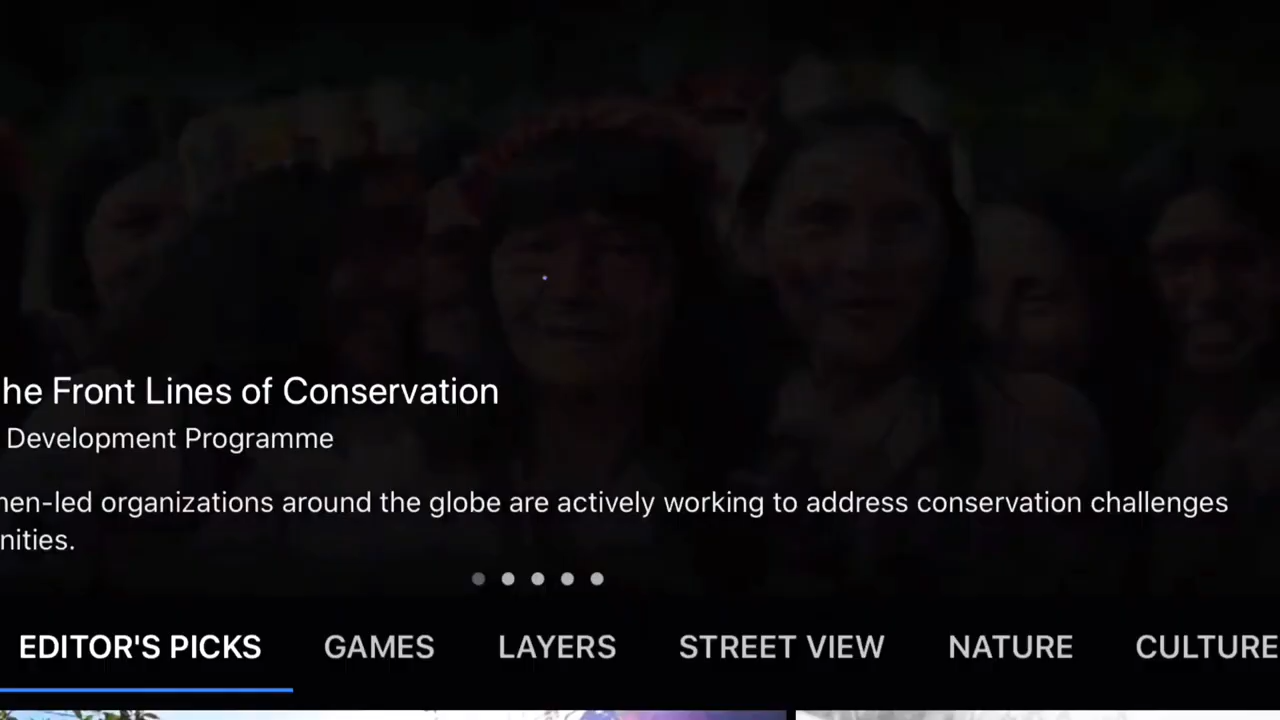 he Front Lines of Conservation
Development Programme
men-led organizations around the globe are actively working to address conservation challenges
nities.
EDITOR'S PICKS GAMES LAYERS STREET VIEW NATURE CULTURE